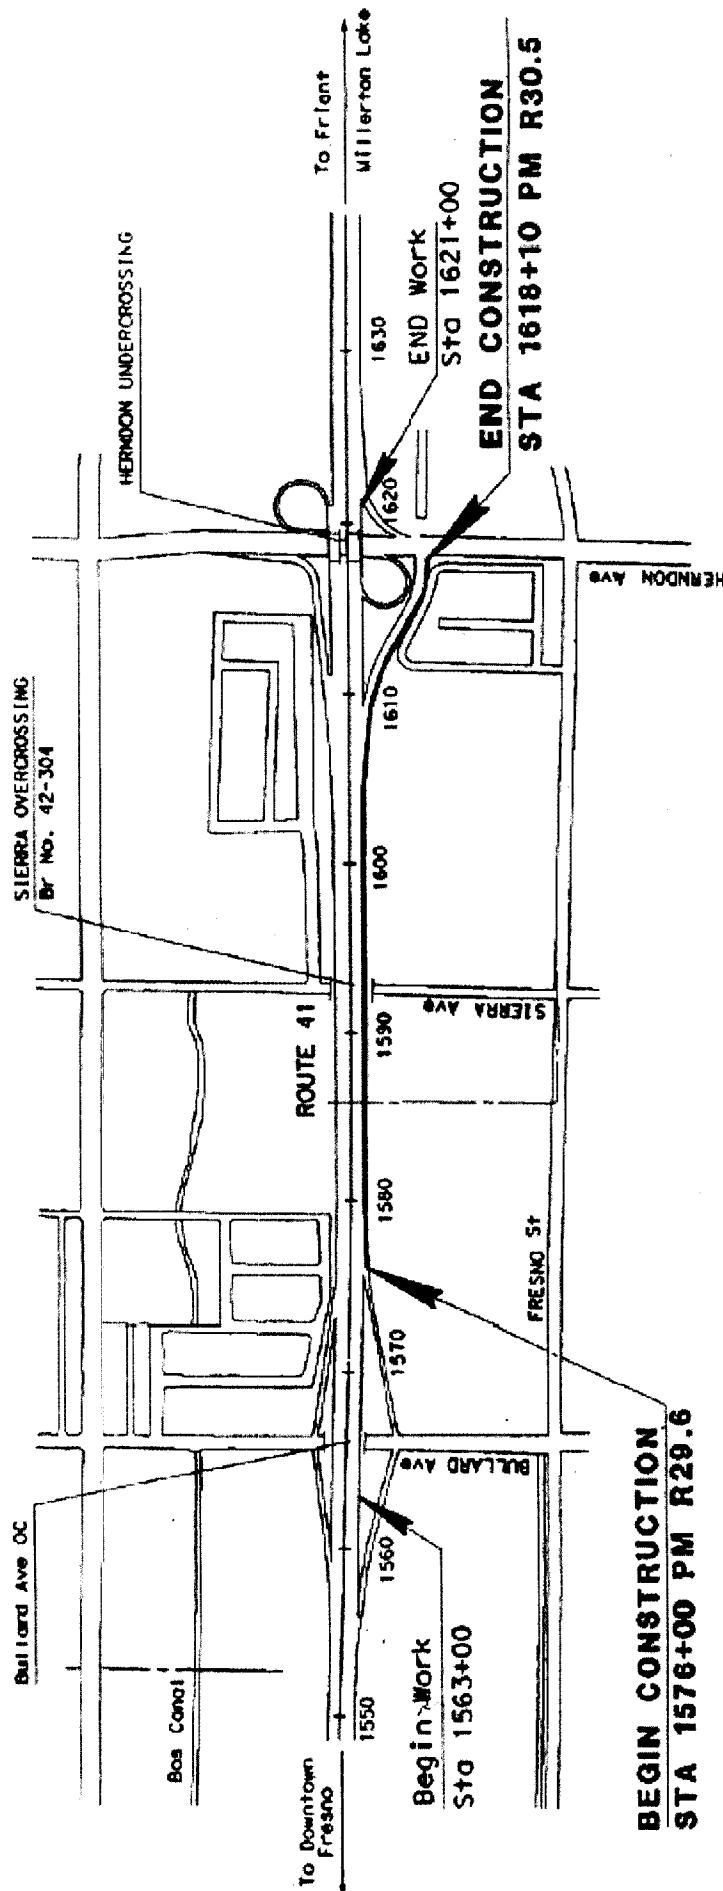 To Friant
Millerton Lake
HERNDON UNDERCROSSING
1630
END Work
Sta 1621+00
END CONSTRUCTION
STA 1618+10 PM R30.5
1620
HERNDON Ave
SIERRA OVERCROSSING
Br No. 42-304
1610
1600
SIERRA Ave
ROUTE 41
1590
1580
FRESNO St
1570
BULLARD Ave
Bullard Ave OC
1560
Begin Work
Sta 1563+00
BEGIN CONSTRUCTION
STA 1576+00 PM R29.6
Bas Canal
1550
To Downtown
Fresno